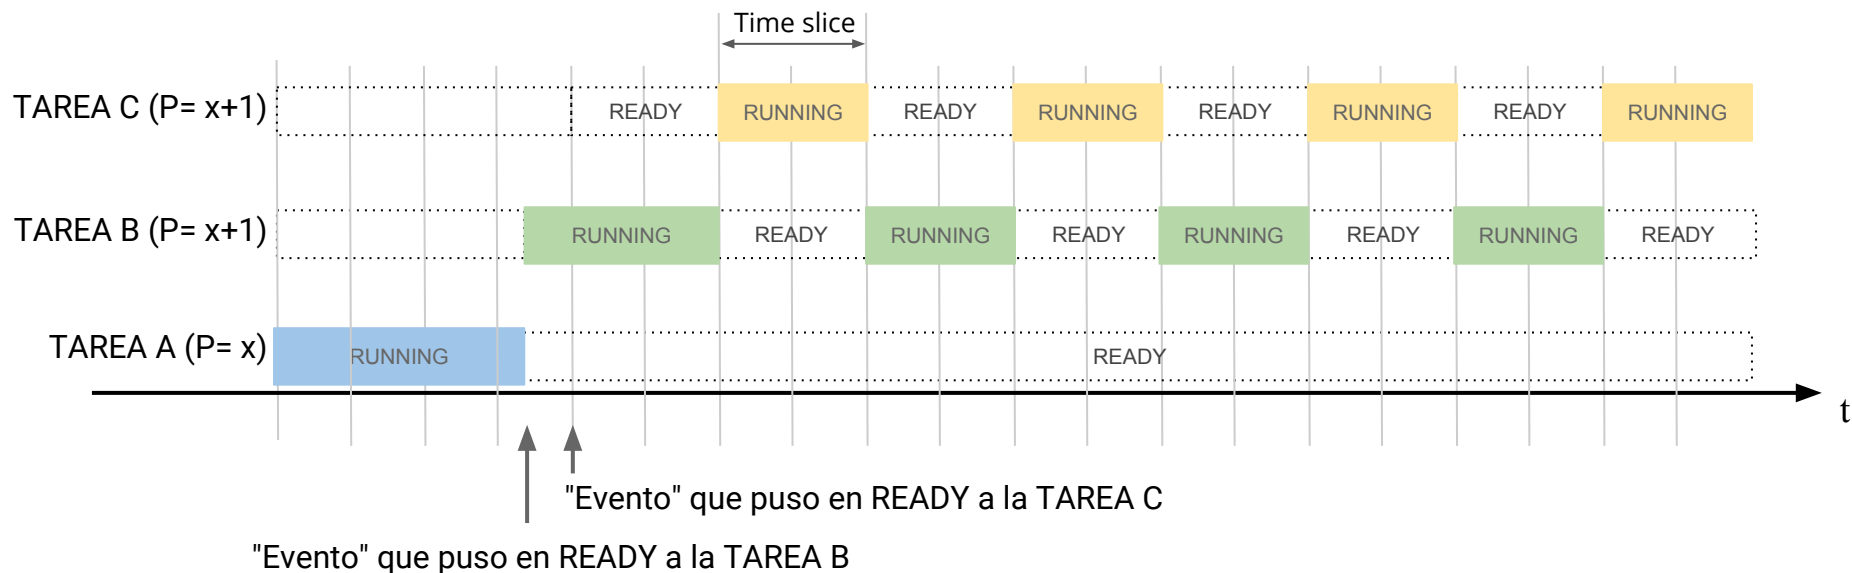 Time slice
TAREA C (P= x+1)
READY RUNNING READY RUNNING READY RUNNING READY RUNNING
TAREA B (P= x+1)
RUNNING READY RUNNING READY RUNNING READY RUNNING READY
TAREA A (P= x)
RUNNING READY
t
"Evento" que puso en READY a la TAREA C
"Evento" que puso en READY a la TAREA B